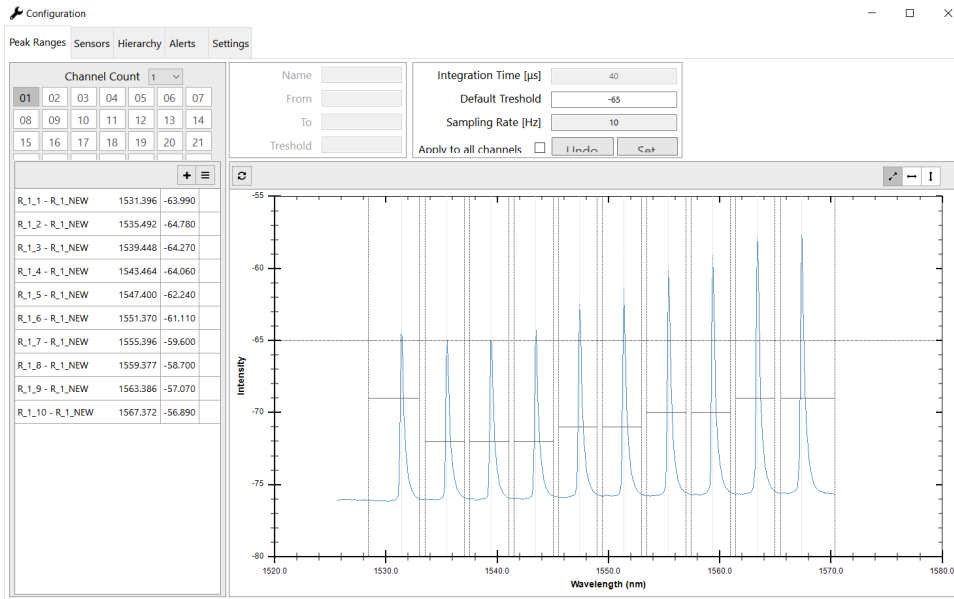 Configuration
Peak Ranges Sensors Hierarchy Alerts Settings
Channel Count 1
01 02 03 04 05 06 07
08 09 10 11 12 13 14
15 16 17 18 19 20 21
Name
From
To
Treshold
Integration Time [µs] 40
Default Treshold -65
Sampling Rate [Hz] 10
Apply to all channels Undo Set
R_1_1 - R_1_NEW 1531.396 -63.990
R_1_2 - R_1_NEW 1535.492 -64.780
R_1_3 - R_1_NEW 1539.448 -64.270
R_1_4 - R_1_NEW 1543.464 -64.060
R_1_5 - R_1_NEW 1547.400 -62.240
R_1_6 - R_1_NEW 1551.370 -61.110
R_1_7 - R_1_NEW 1555.396 -59.600
R_1_8 - R_1_NEW 1559.377 -58.700
R_1_9 - R_1_NEW 1563.386 -57.070
R_1_10 - R_1_NEW 1567.372 -56.890
-55
-60
-65
-70
-75
-80
Intensity
1520.0 1530.0 1540.0 1550.0 1560.0 1570.0 1580.0
Wavelength (nm)